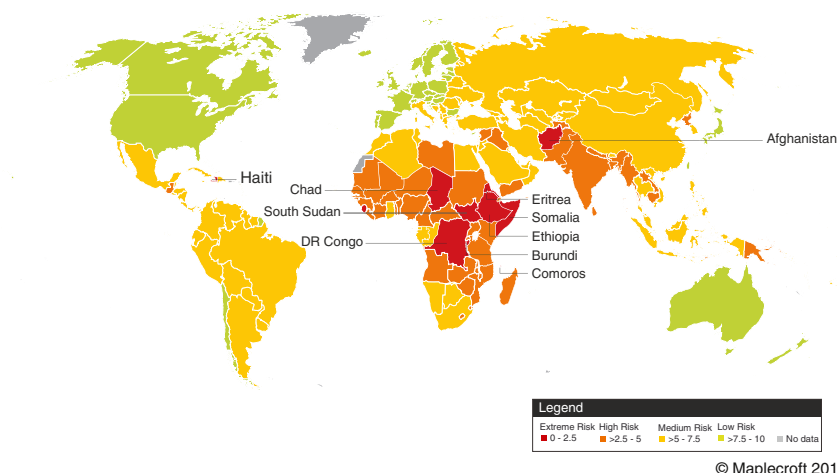 Afghanistan
Haiti
Chad
Eritrea
South Sudan
Somalia
Ethiopia
DR Congo
Burundi
Comoros
Legend
Extreme Risk High Risk Medium Risk Low Risk
0 - 2.5 >2.5 - 5 >5 - 7.5 >7.5 - 10 No data
© Maplecroft 201